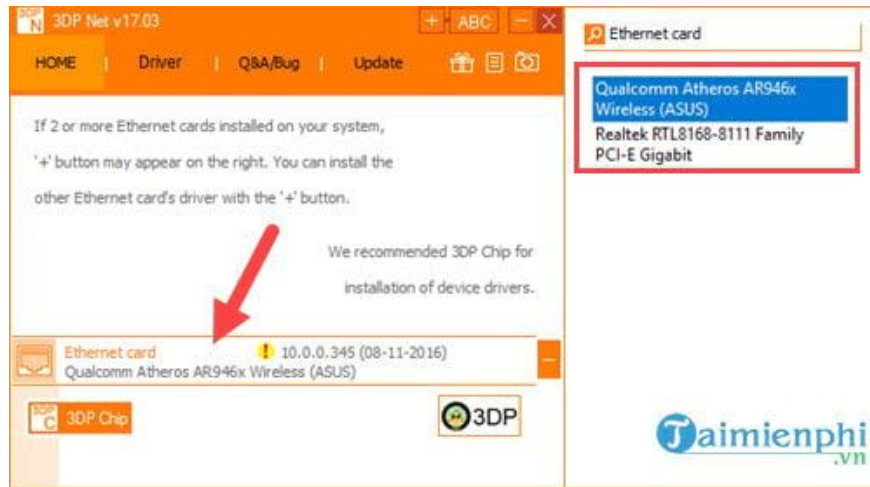 3DP Net v17.03
+ ABC
HOME | Driver | Q&A/Bug | Update
If 2 or more Ethernet cards installed on your system,
'+' button may appear on the right. You can install the
other Ethernet card's driver with the '+' button.
We recommended 3DP Chip for
installation of device drivers.
Ethernet card ! 10.0.0.345 (08-11-2016)
Qualcomm Atheros AR946x Wireless (ASUS)
3DP Chip
3DP
Ethernet card
Qualcomm Atheros AR946x
Wireless (ASUS)
Realtek RTL8168-8111 Family
PCI-E Gigabit
Taimienphi
.vn